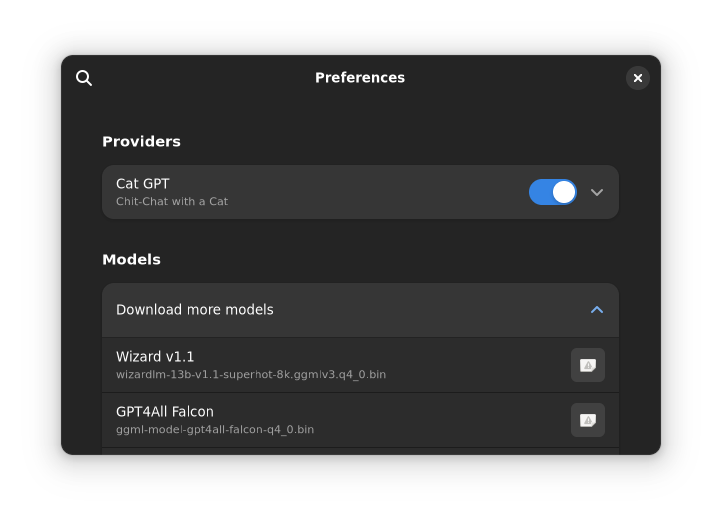 Preferences
Providers
Cat GPT
Chit-Chat with a Cat
Models
Download more models
Wizard v1.1
wizardlm-13b-v1.1-superhot-8k.ggmlv3.q4_0.bin
GPT4All Falcon
ggml-model-gpt4all-falcon-q4_0.bin